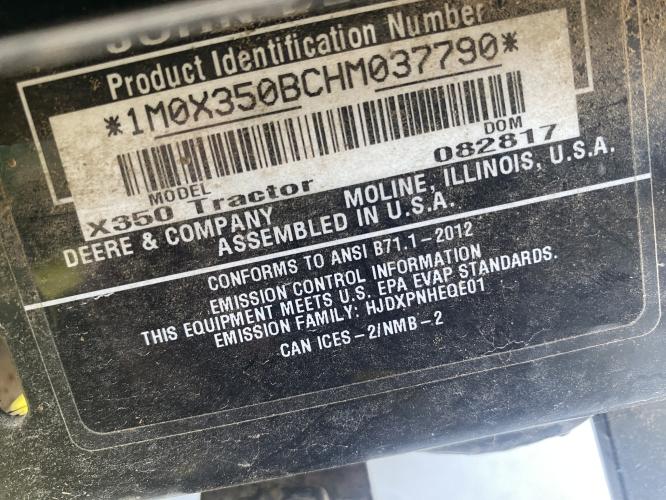 Product Identification Number
*1M0X350BCHM037790*
MODEL
DOM
X350 Tractor
082817
DEERE & COMPANY
MOLINE, ILLINOIS, U.S.A.
ASSEMBLED IN U.S.A.
CONFORMS TO ANSI B71.1-2012
EMISSION CONTROL INFORMATION
THIS EQUIPMENT MEETS U.S. EPA EVAP STANDARDS.
EMISSION FAMILY: HJDXPNHEQE01
CAN ICES-2/NMB-2